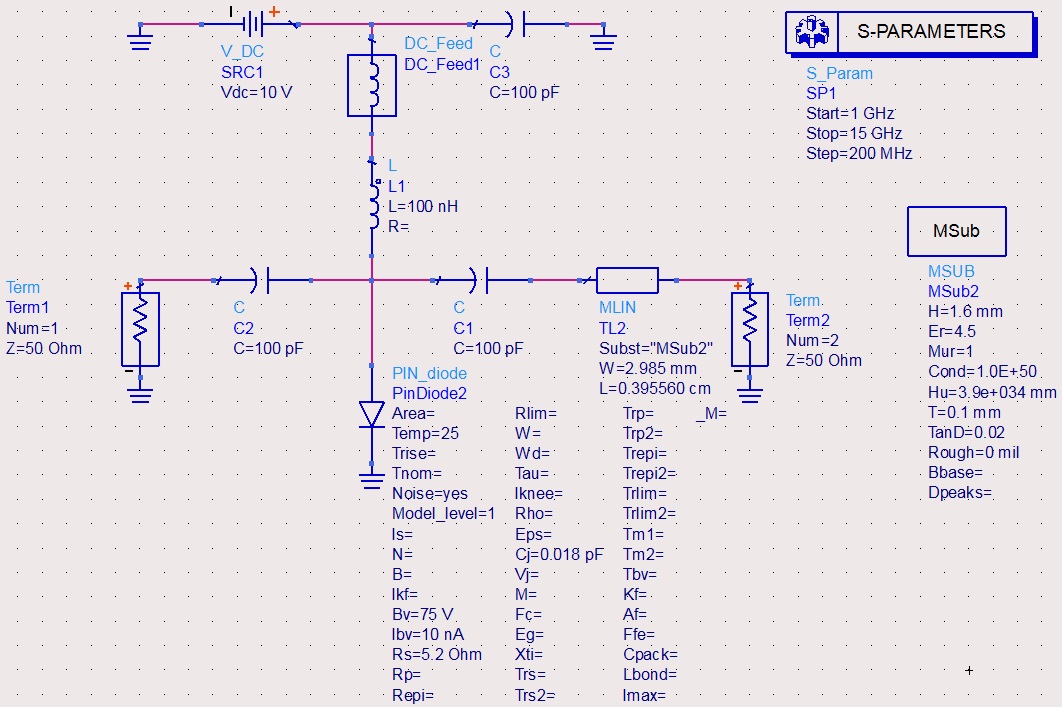 V_DC
SRC1
Vdc=10 V
DC_Feed
DC_Feed1
C
C3
C=100 pF
S-PARAMETERS
S_Param
SP1
Start=1 GHz
Stop=15 GHz
Step=200 MHz
L
L1
L=100 nH
R=
MSub
MSUB
MSub2
H=1.6 mm
Er=4.5
Mur=1
Cond=1.0E+50
Hu=3.9e+034 mm
T=0.1 mm
TanD=0.02
Rough=0 mil
Bbase=
Dpeaks=
Term
Term1
Num=1
Z=50 Ohm
C
C2
C=100 pF
C
C1
C=100 pF
MLIN
TL2
Subst="MSub2"
W=2.985 mm
L=0.395560 cm
Term
Term2
Num=2
Z=50 Ohm
PIN_diode
PinDiode2
Area=
Temp=25
Trise=
Tnom=
Noise=yes
Model_level=1
Is=
N=
B=
Ikf=
Bv=75 V
Ibv=10 nA
Rs=5.2 Ohm
Rp=
Repi=
Rlim=
W=
Wd=
Tau=
Iknee=
Rho=
Eps=
Cj=0.018 pF
Vj=
M=
Fc=
Eg=
Xti=
Trs=
Trs2=
Trp=
Trp2=
Trepi=
Trepi2=
Trlim=
Trlim2=
Tm1=
Tm2=
Tbv=
Kf=
Af=
Ffe=
Cpack=
Lbond=
Imax=
_M=